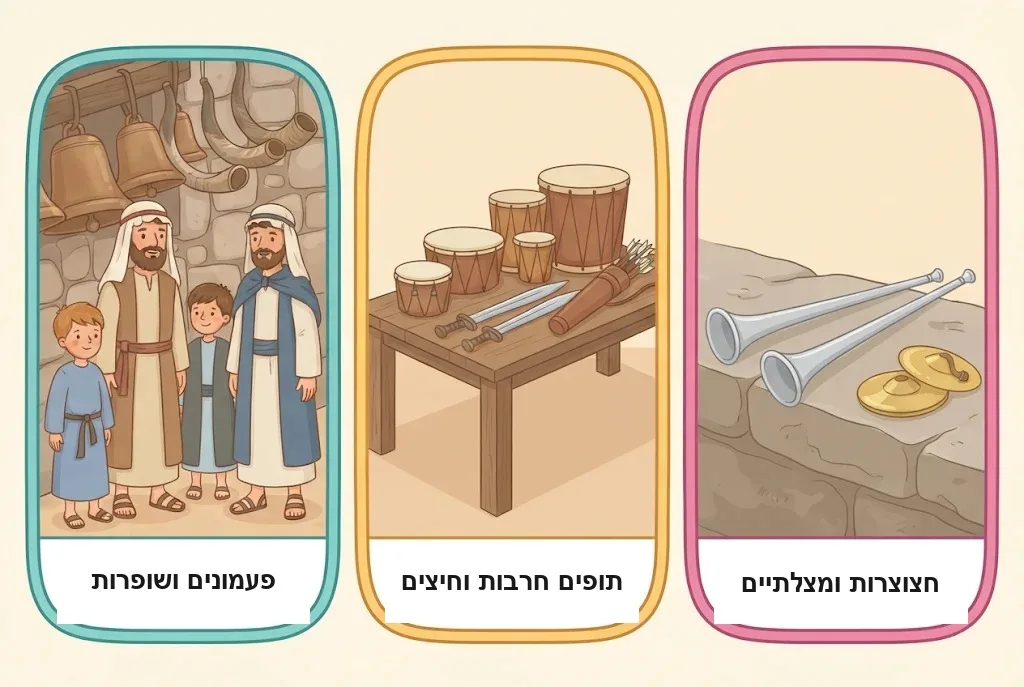 פעמונים ושופרות
תופים חרבות וחיצים
חצוצרות ומצלתיים